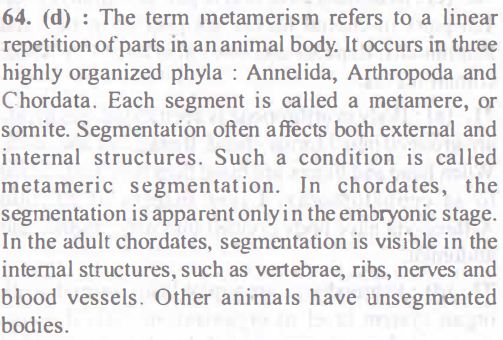 64. (d) : The term metamerism refers to a linear
repetition of parts in an animal body. It occurs in three
highly organized phyla : Annelida, Arthropoda and
Chordata. Each segment is called a metamere, or
somite. Segmentation often affects both external and
internal structures. Such a condition is called
metameric segmentation. In chordates, the
segmentation is apparent only in the embryonic stage.
In the adult chordates, segmentation is visible in the
internal structures, such as vertebrae, ribs, nerves and
blood vessels. Other animals have unsegmented
bodies.